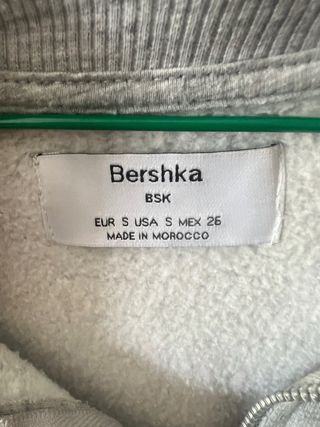 Bershka
BSK
EUR S USA S MEX 26
MADE IN MOROCCO